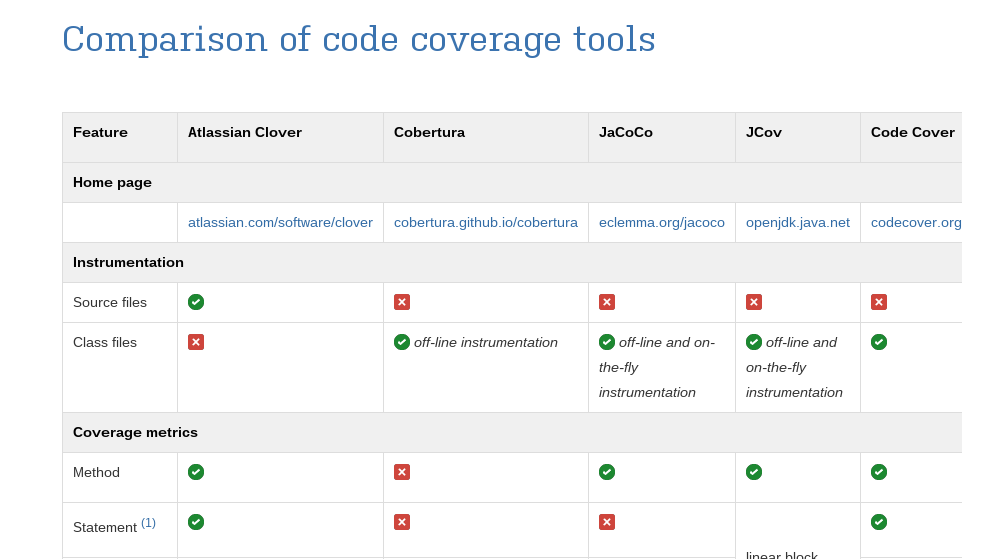 Comparison of code coverage tools
Feature Atlassian Clover Cobertura JaCoCo JCov Code Cover
Home page
atlassian.com/software/clover cobertura.github.io/cobertura eclemma.org/jacoco openjdk.java.net codecover.org
Instrumentation
Source files
Class files off-line instrumentation off-line and on- off-line and
the-fly on-the-fly
instrumentation instrumentation
Coverage metrics
Method
Statement (1)
linear block